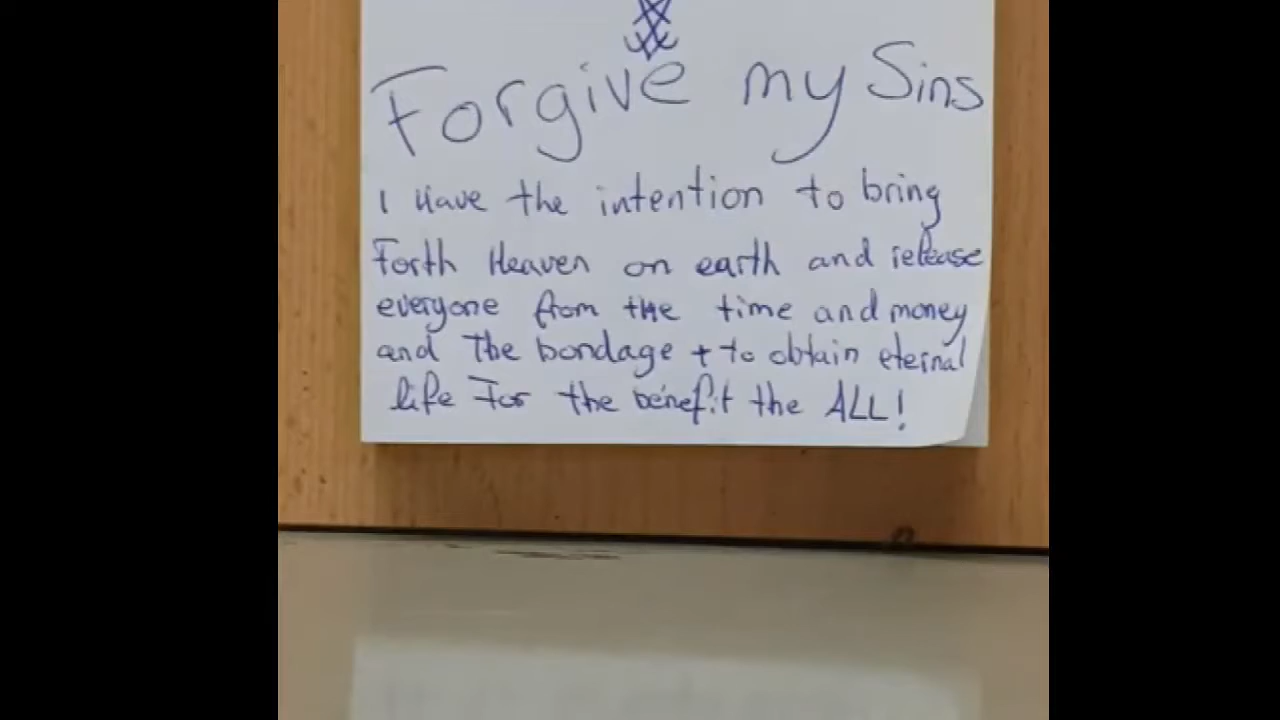 Forgive my Sins
I Have the intention to bring
Forth Heaven on earth and release
everyone from the time and money
and The bondage + to obtain eternal
life For the benefit the ALL!